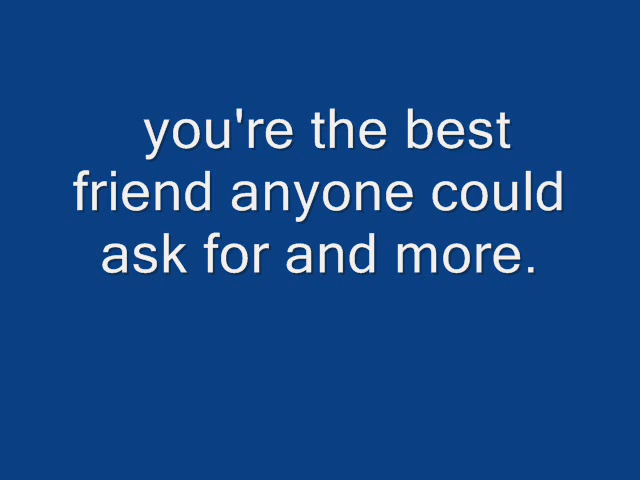 you're the best
friend anyone could
ask for and more.